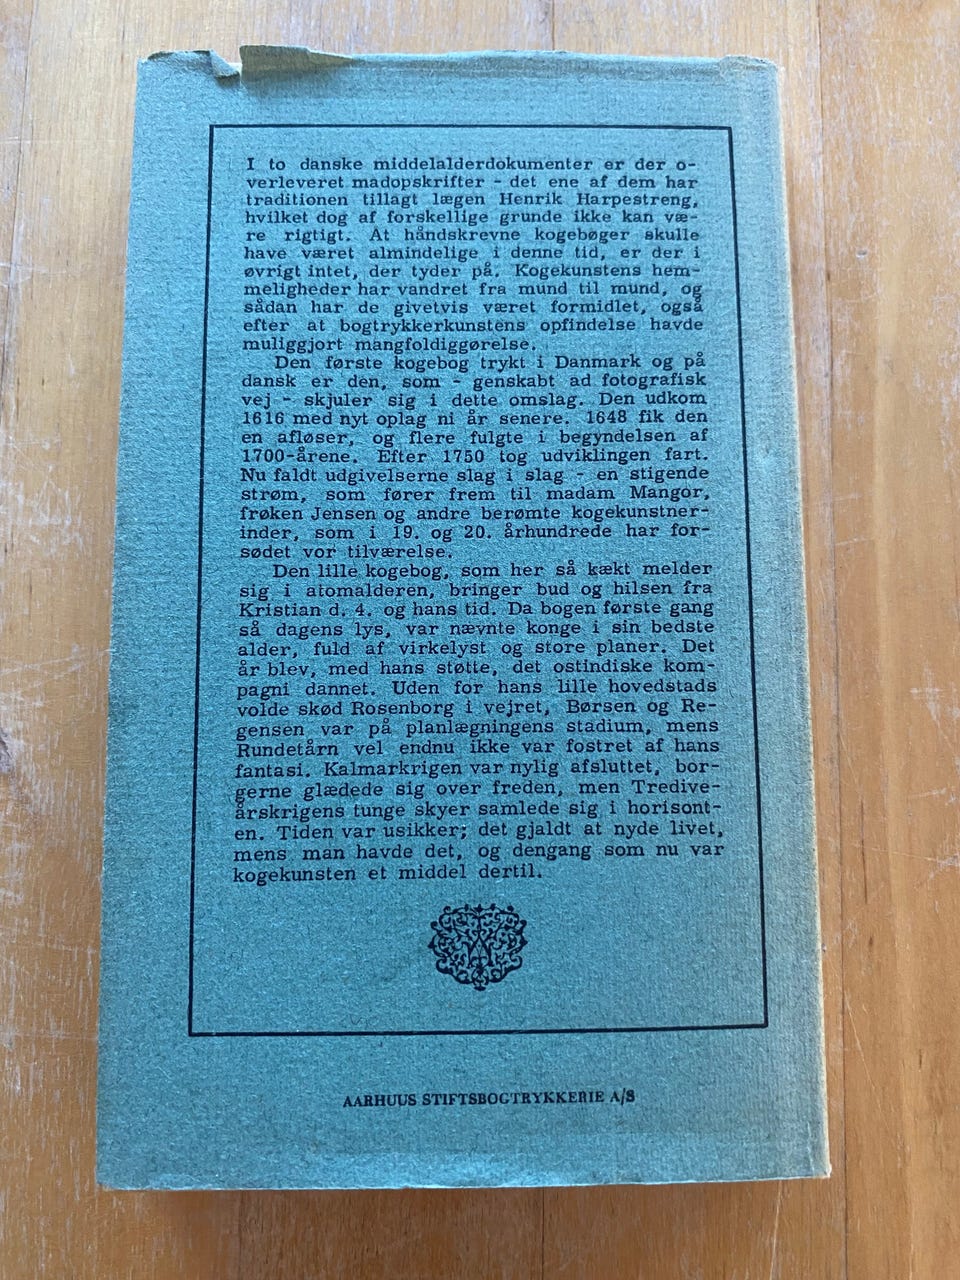 I to danske middelalderdokumenter er der o-
verleveret madopskrifter - det ene af dem har
traditionen tillagt lægen Henrik Harpestreng,
hvilket dog af forskellige grunde ikke kan væ-
re rigtigt. At håndskrevne kogebøger skulle
have været almindelige i denne tid, er der i
øvrigt intet, der tyder på. Kogekunstens hem-
meligheder har vandret fra mund til mund, og
sådan har de givetvis været formidlet, også
efter at bogtrykkerkunstens opfindelse havde
muliggjort mangfoldiggørelse.
Den første kogebog trykt i Danmark og på
dansk er den, som - genskabt ad fotografisk
vej - skjuler sig i dette omslag. Den udkom
1616 med nyt oplag ni år senere. 1648 fik den
en afløser, og flere fulgte i begyndelsen af
1700-årene. Efter 1750 tog udviklingen fart.
Nu faldt udgivelserne slag i slag - en stigende
strøm, som fører frem til madam Mangor,
frøken Jensen og andre berømte kogekunstner-
inder, som i 19. og 20. århundrede har for-
sødet vor tilværelse.
Den lille kogebog, som her så kækt melder
sig i atomalderen, bringer bud og hilsen fra
Kristian d. 4. og hans tid. Da bogen første gang
så dagens lys, var nævnte konge i sin bedste
alder, fuld af virkelyst og store planer. Det
år blev, med hans støtte, det ostindiske kom-
pagni dannet. Uden for hans lille hovedstads
volde skød Rosenborg i vejret, Børsen og Re-
gensen var på planlægningens stadium, mens
Rundetårn vel endnu ikke var fostret af hans
fantasi. Kalmarkrigen var nylig afsluttet, bor-
gerne glædede sig over freden, men Tredive-
årskrigens tunge skyer samlede sig i horisont-
en. Tiden var usikker; det gjaldt at nyde livet,
mens man havde det, og dengang som nu var
kogekunsten et middel dertil.
AARHUUS STIFTSBOGTRYKKERIE A/S